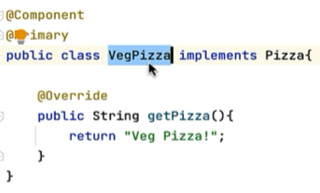 @Component
@Primary
public class VegPizza implements Pizza{
@Override
public String getPizza(){
return "Veg Pizza!";
}
}